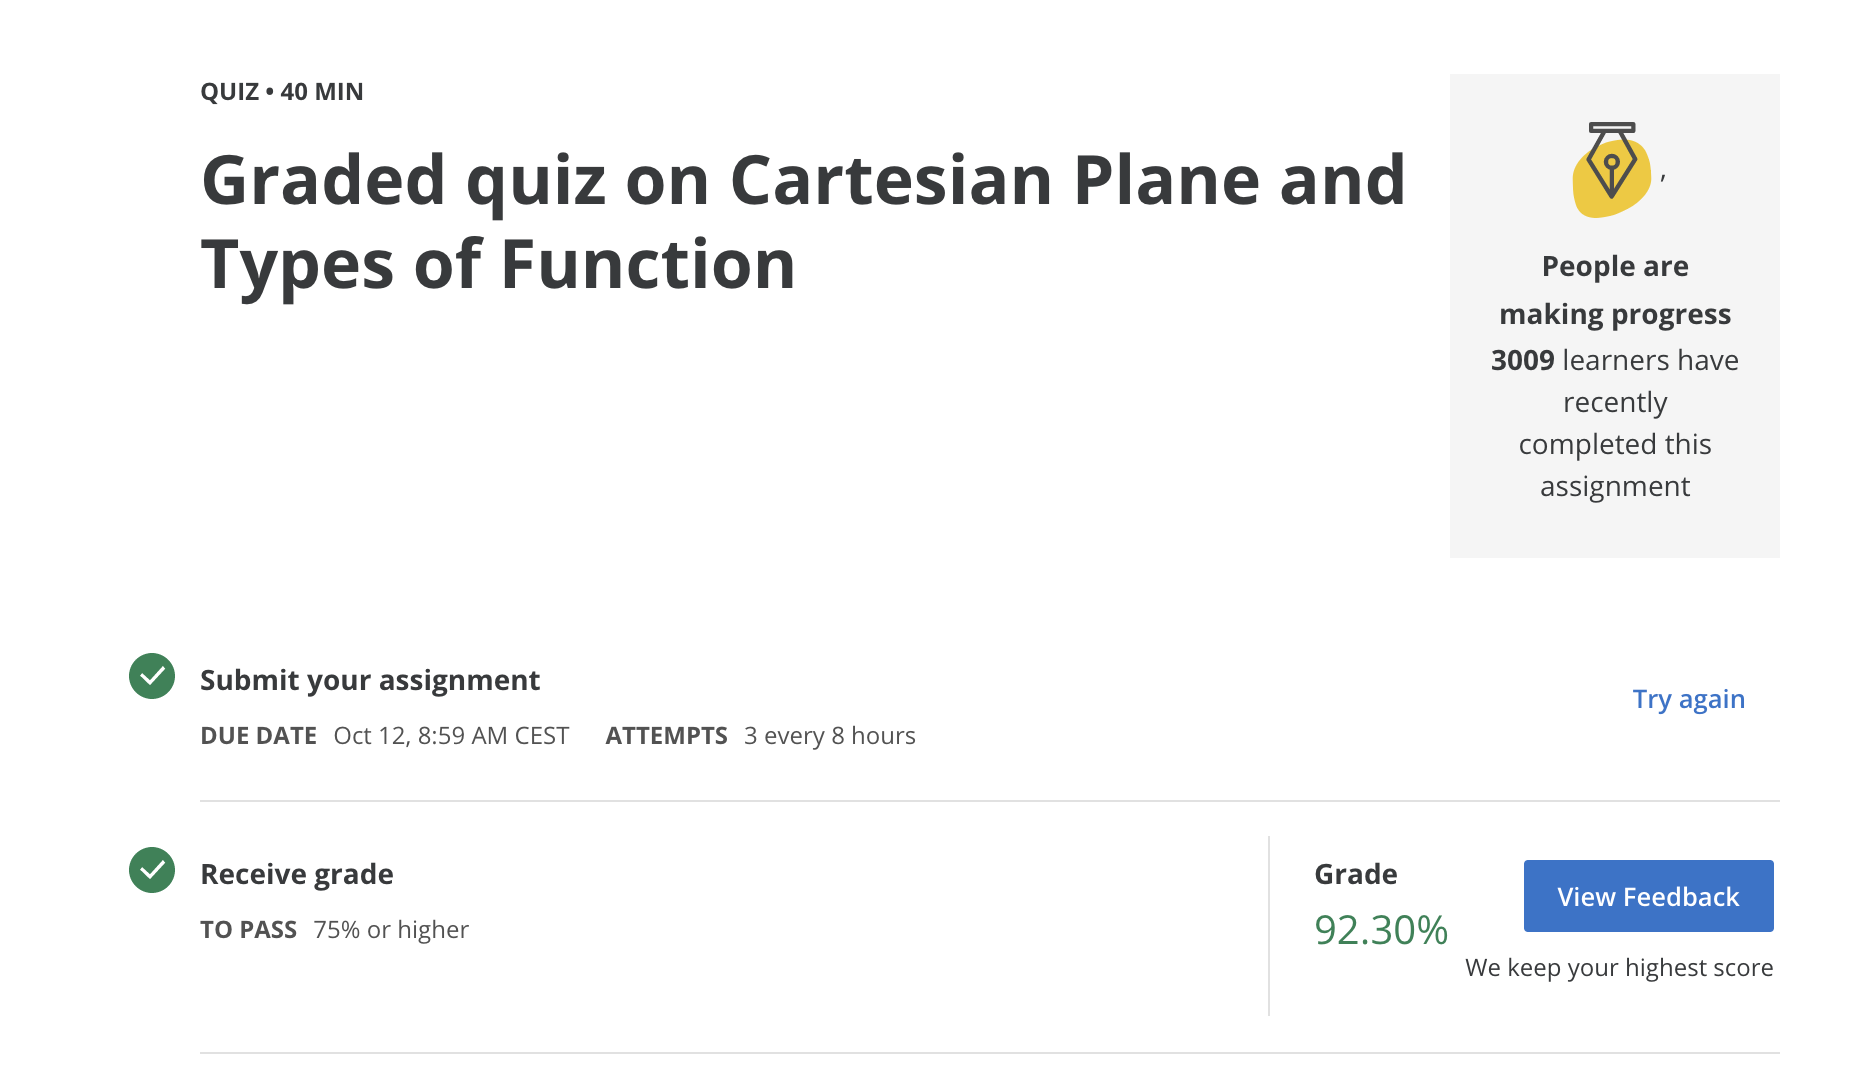 QUIZ • 40 MIN
Graded quiz on Cartesian Plane and
Types of Function
,
People are
making progress
3009 learners have
recently
completed this
assignment
Submit your assignment
DUE DATE Oct 12, 8:59 AM CEST ATTEMPTS 3 every 8 hours
Try again
Receive grade
TO PASS 75% or higher
Grade
92.30%
View Feedback
We keep your highest score